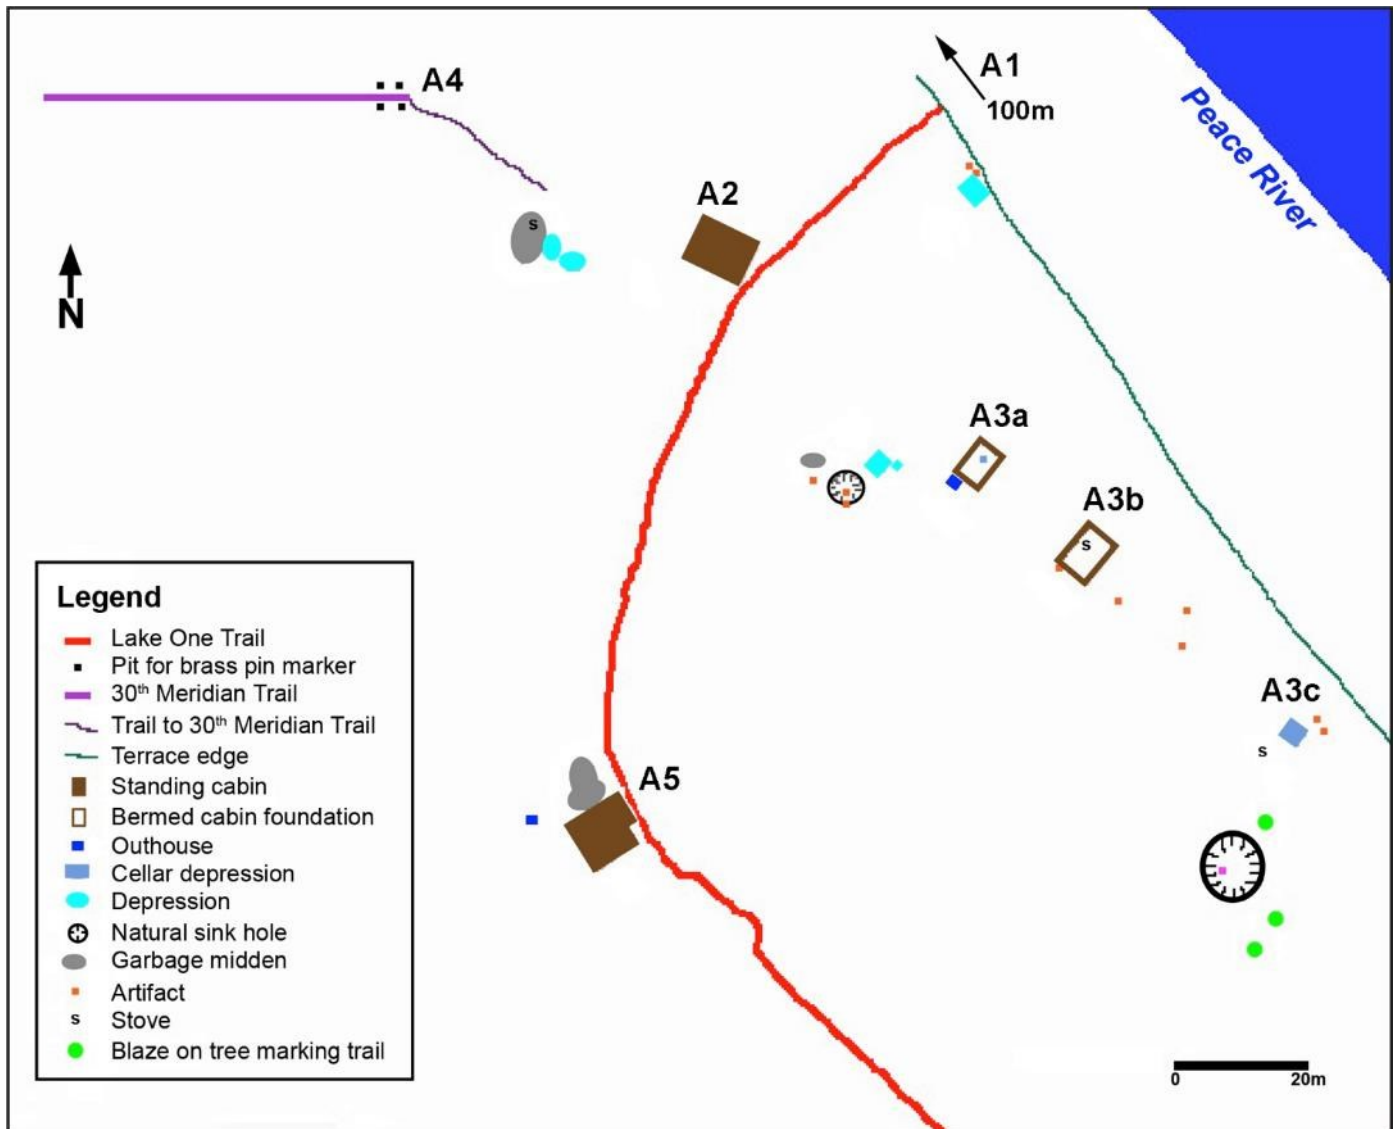 A4
A1
100m
Peace River
A2
s
N
A3a
A3b
s
A3c
s
A5
Legend
Lake One Trail
Pit for brass pin marker
30th Meridian Trail
Trail to 30th Meridian Trail
Terrace edge
Standing cabin
Bermed cabin foundation
Outhouse
Cellar depression
Depression
Natural sink hole
Garbage midden
Artifact
s Stove
Blaze on tree marking trail
0 20m